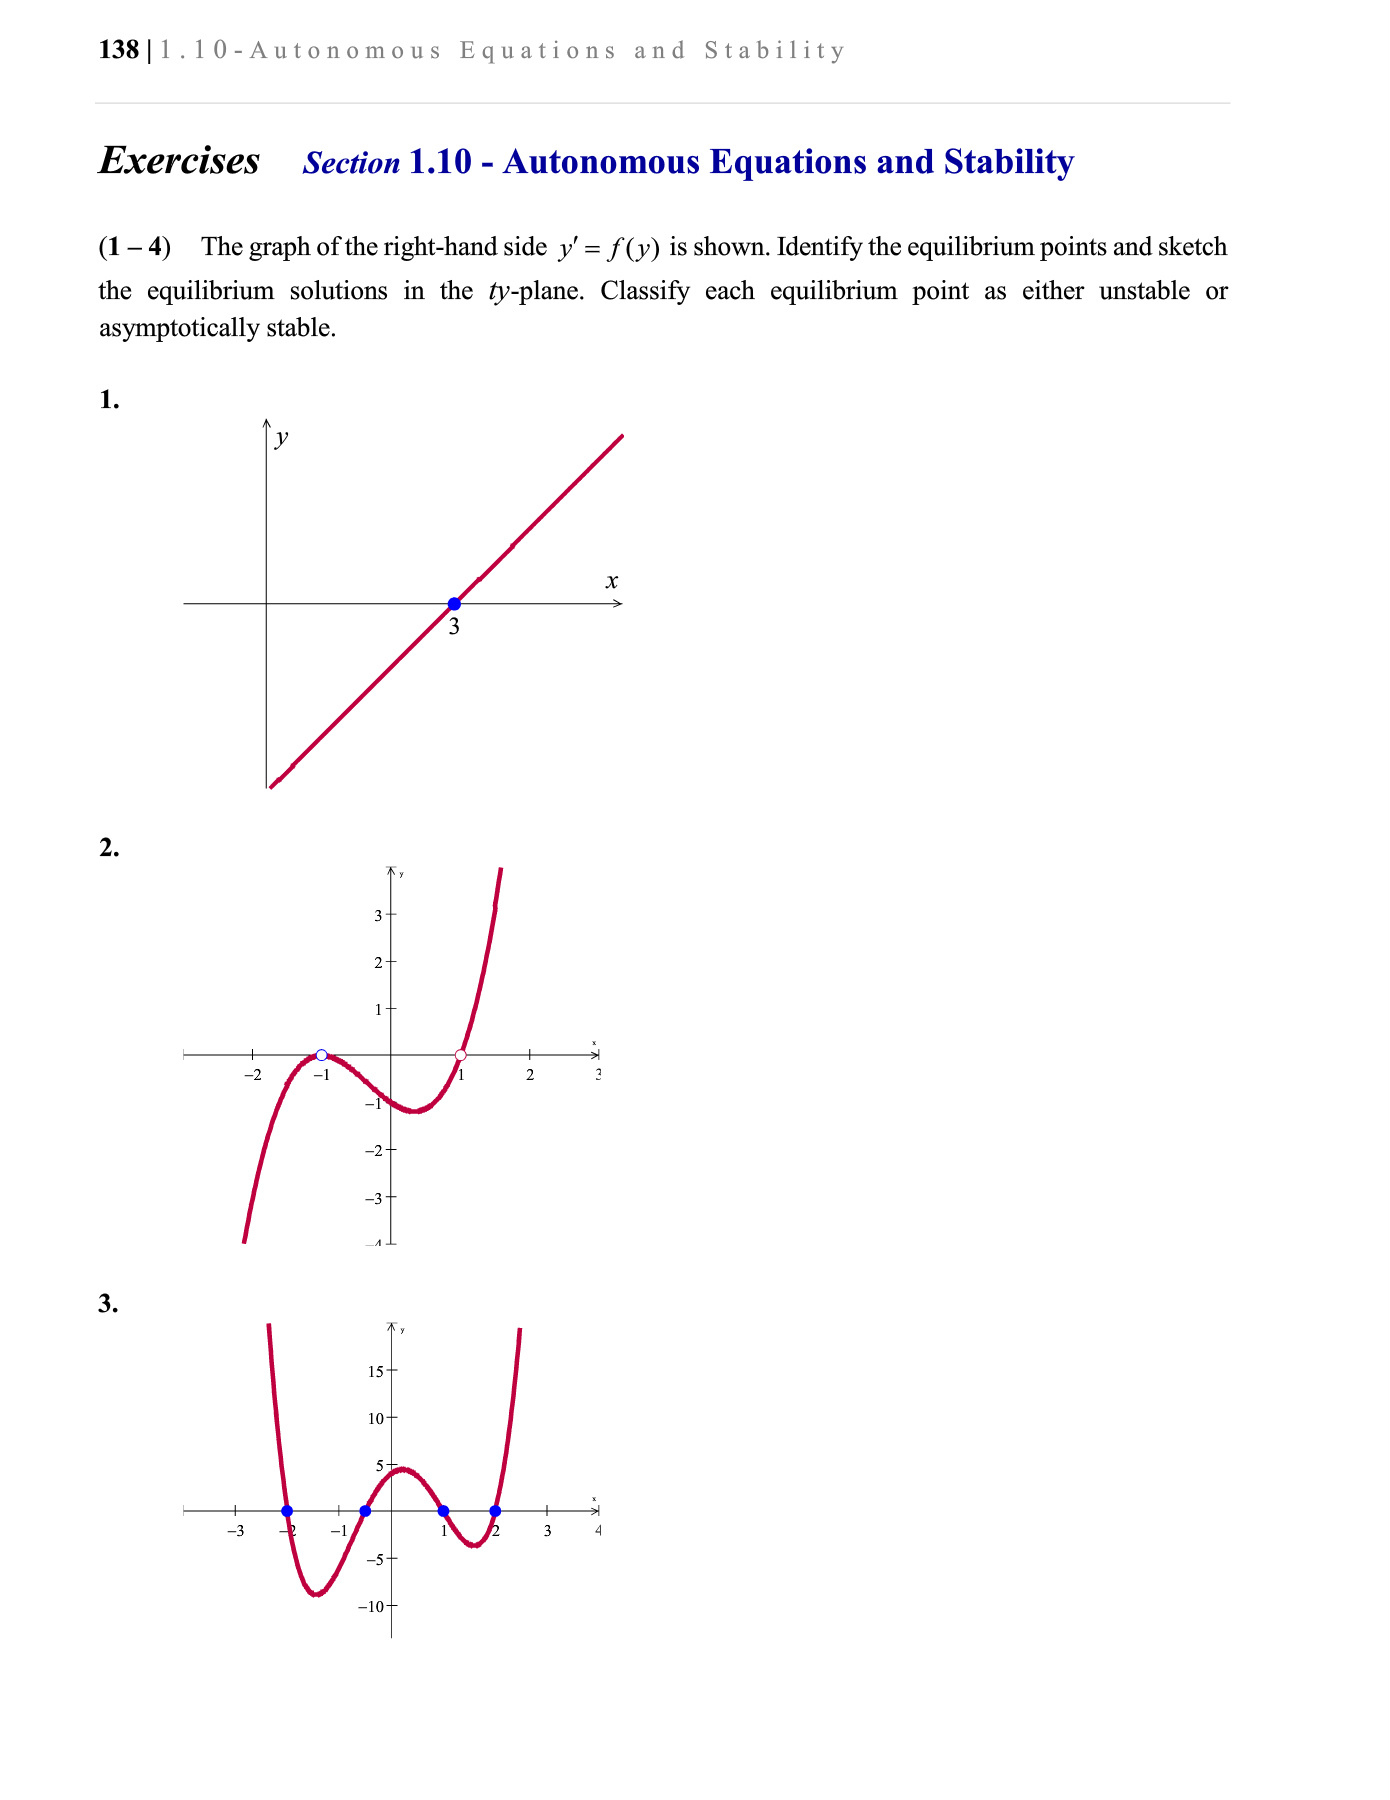 138 | 1.10-Autonomous Equations and Stability
Exercises Section 1.10 - Autonomous Equations and Stability
(1 – 4) The graph of the right-hand side y′ = f(y) is shown. Identify the equilibrium points and sketch
the equilibrium solutions in the ty-plane. Classify each equilibrium point as either unstable or
asymptotically stable.
1.
y
x
3
2.
y
3
2
1
x
−2 −1 1 2 3
−1
−2
−3
−4
3.
y
15
10
5
x
−3 −2 −1 1 2 3 4
−5
−10